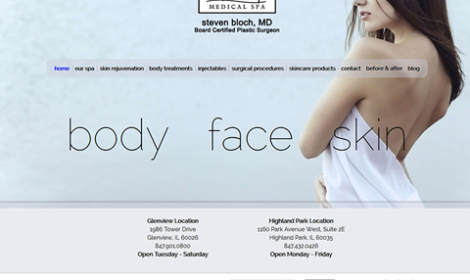 MEDICAL SPA
steven bloch, MD
Board Certified Plastic Surgeon
home our spa skin rejuvenation body treatments injectables surgical procedures skincare products contact before & after blog
body face skin
Glenview Location
1986 Tower Drive
Glenview, IL 60026
847.901.0800
Open Tuesday - Saturday
Highland Park Location
1160 Park Avenue West, Suite 2E
Highland Park, IL 60035
847.432.0426
Open Monday - Friday